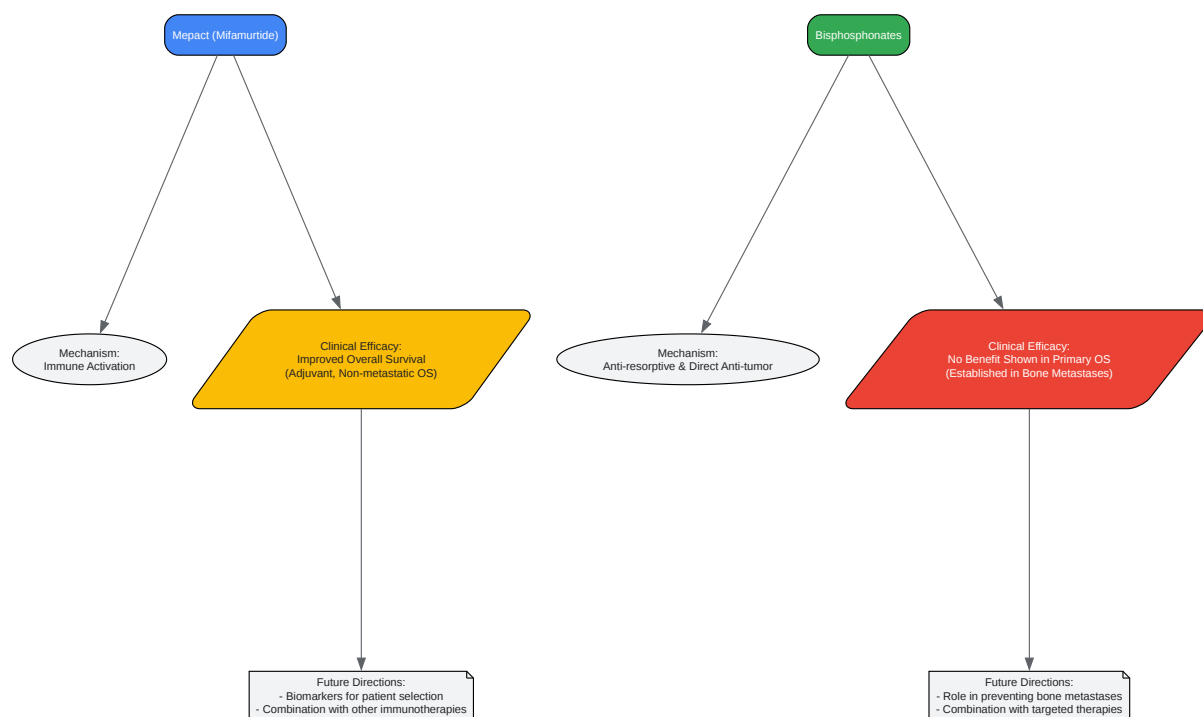 Mepact (Mifamurtide)
Bisphosphonates
Mechanism:
Immune Activation
Clinical Efficacy:
Improved Overall Survival
(Adjuvant, Non-metastatic OS)
Mechanism:
Anti-resorptive & Direct Anti-tumor
Clinical Efficacy:
No Benefit Shown in Primary OS
(Established in Bone Metastases)
Future Directions:
- Biomarkers for patient selection
- Combination with other immunotherapies
Future Directions:
- Role in preventing bone metastases
- Combination with targeted therapies